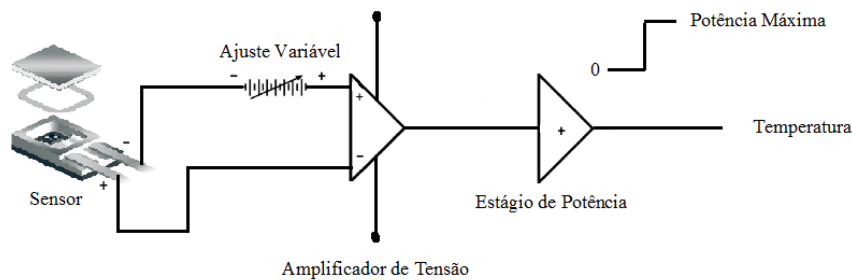 Potência Máxima
Ajuste Variável
0
- +
+
-
+
Temperatura
-
+
Sensor
Estágio de Potência
Amplificador de Tensão